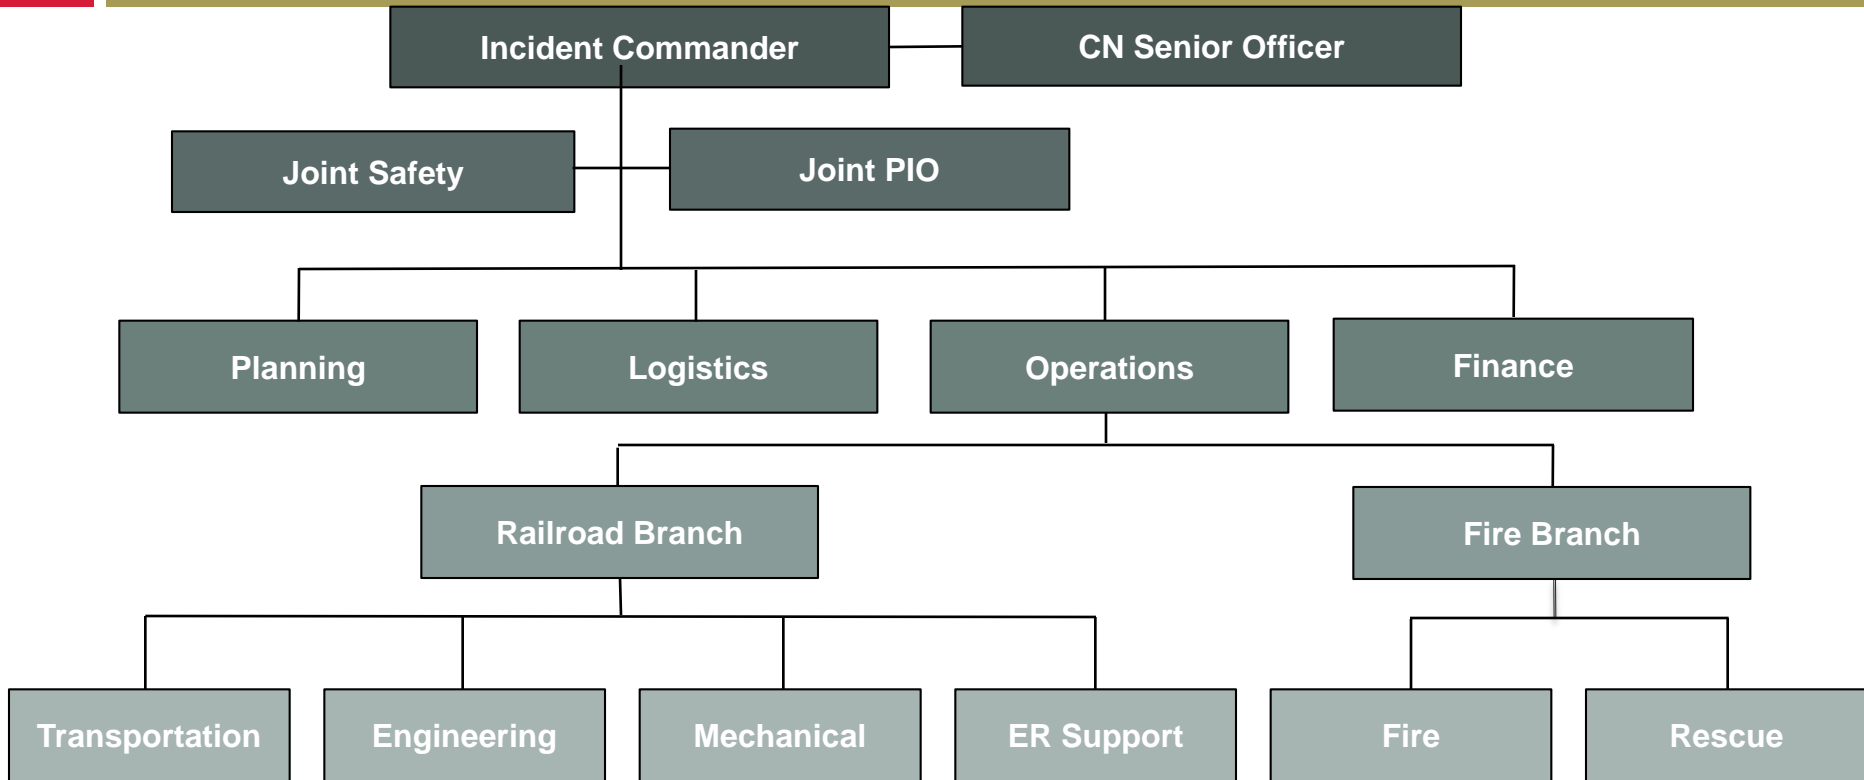 Incident Commander
CN Senior Officer
Joint Safety
Joint PIO
Planning
Logistics
Operations
Finance
Railroad Branch
Fire Branch
Transportation
Engineering
Mechanical
ER Support
Fire
Rescue